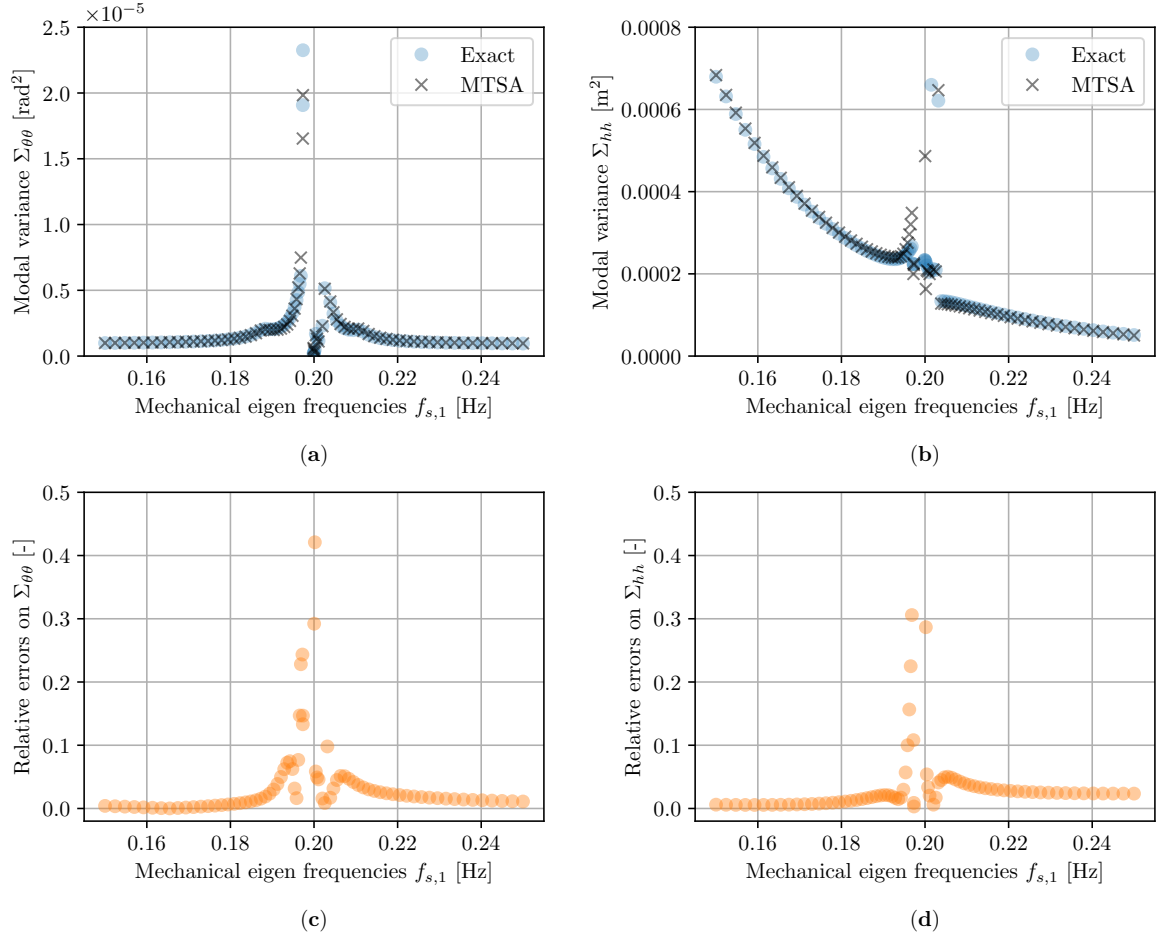 ×10⁻⁵
2.5
2.0
1.5
1.0
0.5
0.0
Modal variance Σ_θθ [rad²]
Exact
MTSA
0.16
0.18
0.20
0.22
0.24
Mechanical eigen frequencies f_s,1 [Hz]
(a)
0.0008
0.0006
0.0004
0.0002
0.0000
Modal variance Σ_hh [m²]
Exact
MTSA
0.16
0.18
0.20
0.22
0.24
Mechanical eigen frequencies f_s,1 [Hz]
(b)
0.5
0.4
0.3
0.2
0.1
0.0
Relative errors on Σ_θθ [-]
0.16
0.18
0.20
0.22
0.24
Mechanical eigen frequencies f_s,1 [Hz]
(c)
0.5
0.4
0.3
0.2
0.1
0.0
Relative errors on Σ_hh [-]
0.16
0.18
0.20
0.22
0.24
Mechanical eigen frequencies f_s,1 [Hz]
(d)